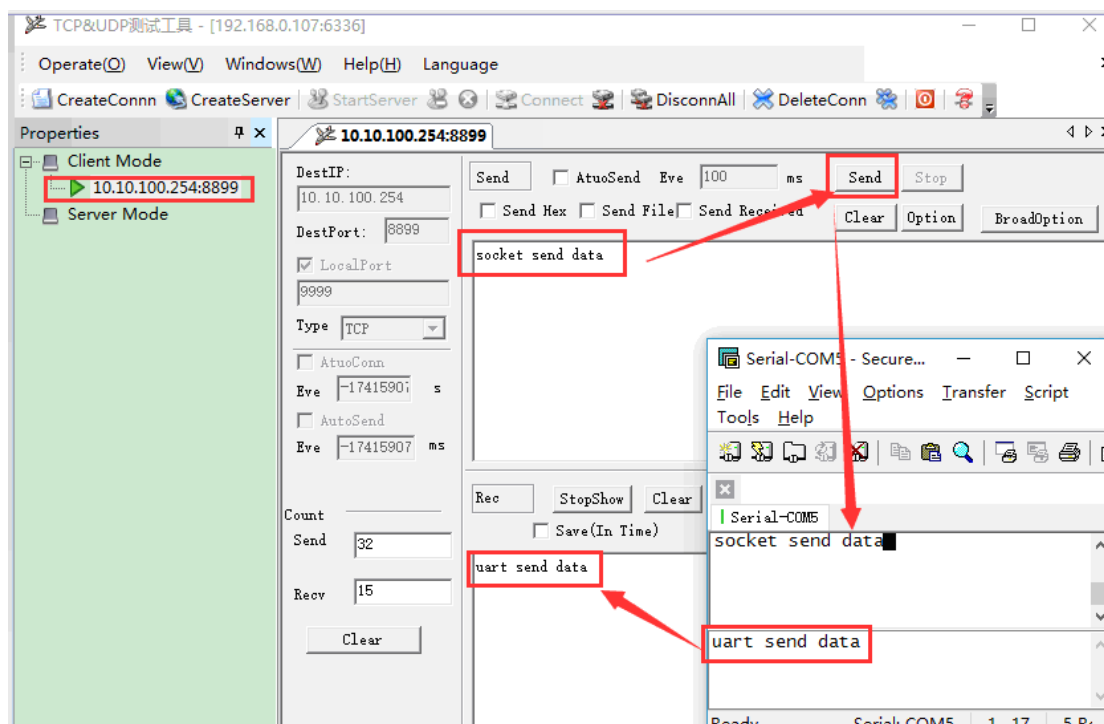 TCP&UDP测试工具 - [192.168.0.107:6336]
Operate(O) View(V) Windows(W) Help(H) Language
CreateConnn CreateServer StartServer Connect DisconnAll DeleteConn
Properties
Client Mode
10.10.100.254:8899
Server Mode
10.10.100.254:8899
DestIP:
10.10.100.254
DestPort: 8899
LocalPort
9999
Type TCP
AtuoConn
Eve -1741590 s
AutoSend
Eve -17415907 ms
Count
Send 32
Recv 15
Clear
Send AtuoSend Eve 100 ms Send Stop
Send Hex Send File Send Received Clear Option BroadOption
socket send data
Rec StopShow Clear
Save(In Time)
uart send data
Serial-COM5 - Secure...
File Edit View Options Transfer Script
Tools Help
Serial-COM5
socket send data
uart send data
Ready Serial: COM5 1, 17